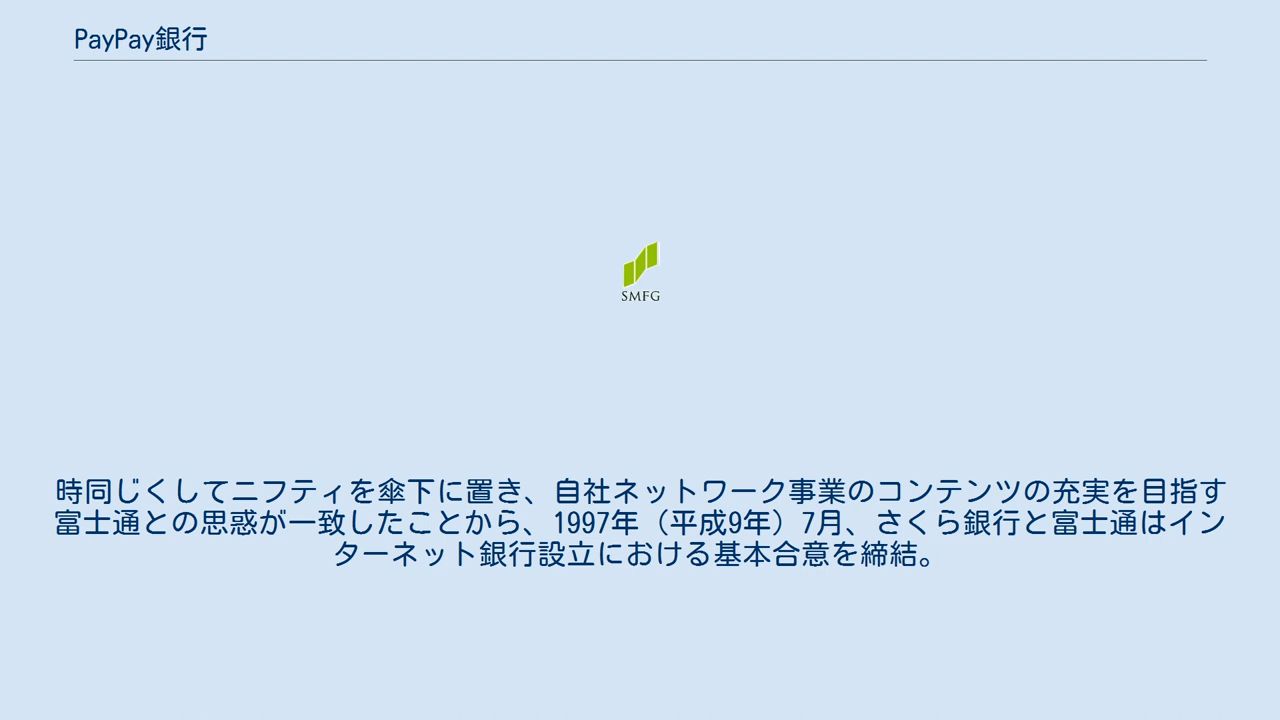 PayPay銀行
SMFG
時同じくしてニフティを傘下に置き、自社ネットワーク事業のコンテンツの充実を目指す
富士通との思惑が一致したことから、1997年（平成9年）7月、さくら銀行と富士通はイン
ターネット銀行設立における基本合意を締結。